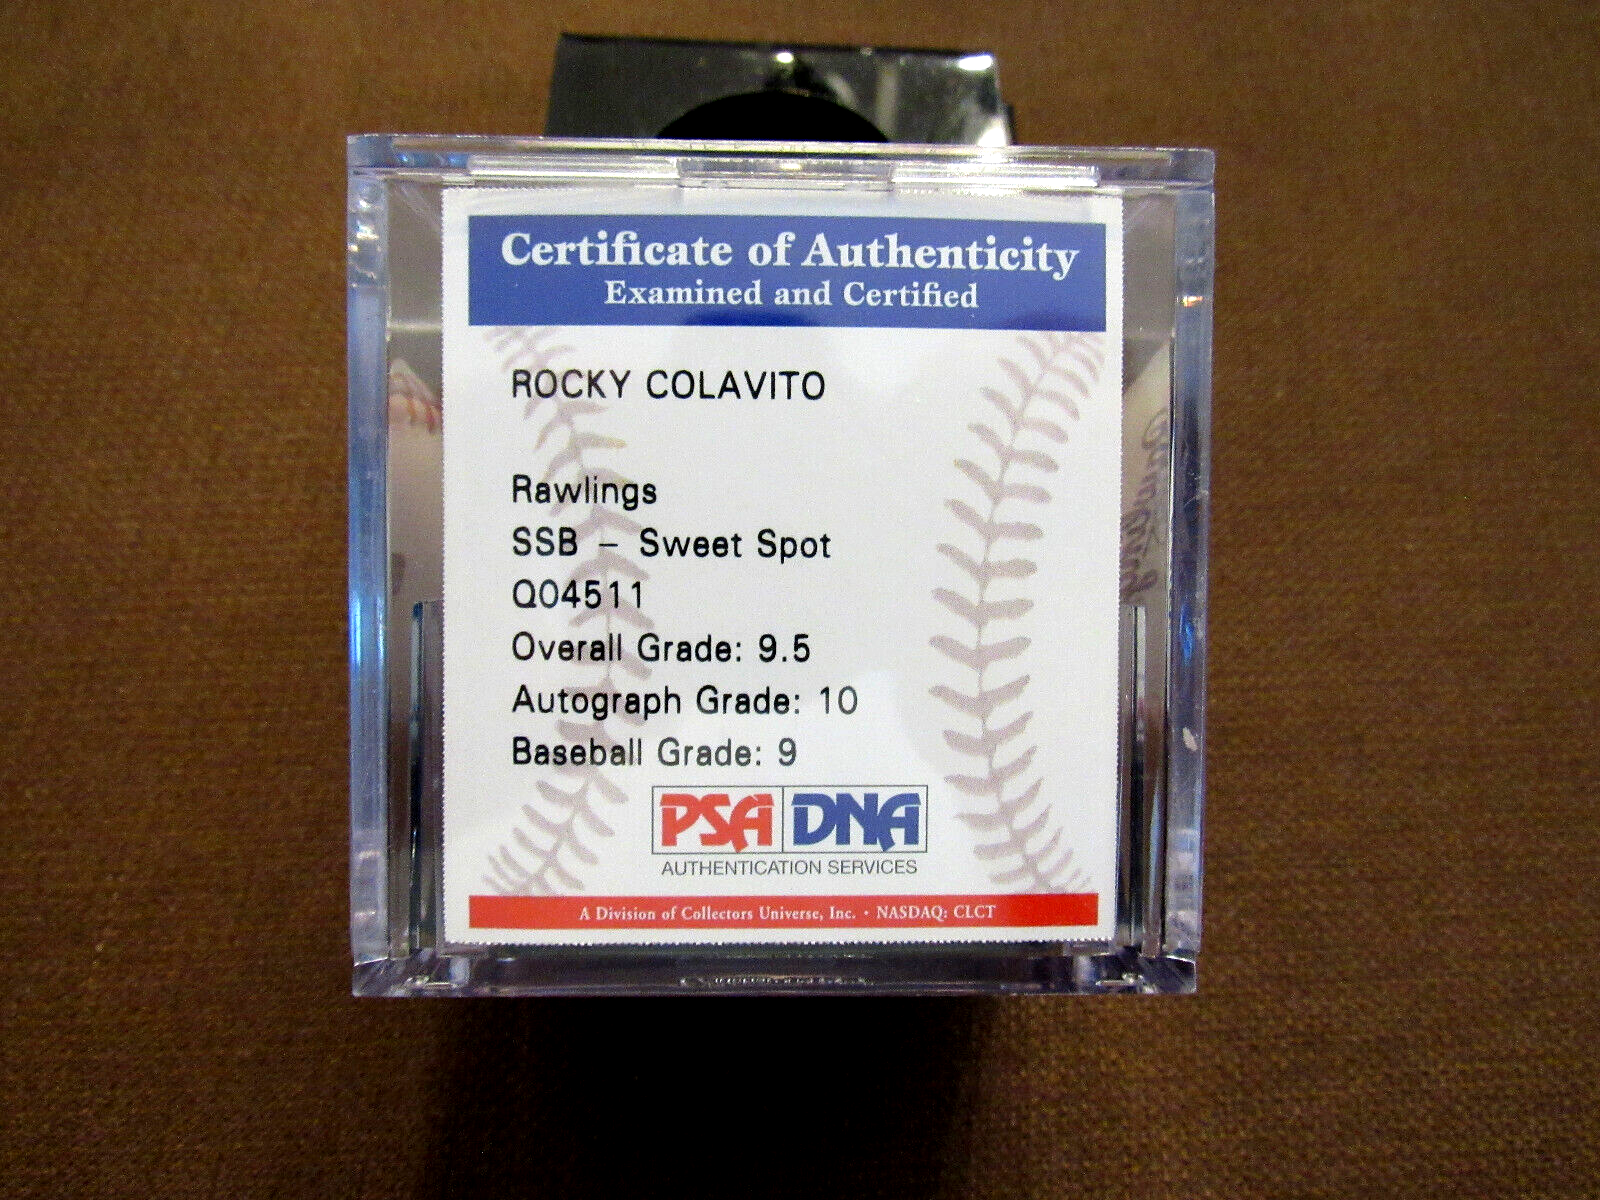 Certificate of Authenticity
Examined and Certified
ROCKY COLAVITO
Rawlings
SSB – Sweet Spot
Q04511
Overall Grade: 9.5
Autograph Grade: 10
Baseball Grade: 9
PSA DNA
AUTHENTICATION SERVICES
A Division of Collectors Universe, Inc. • NASDAQ: CLCT